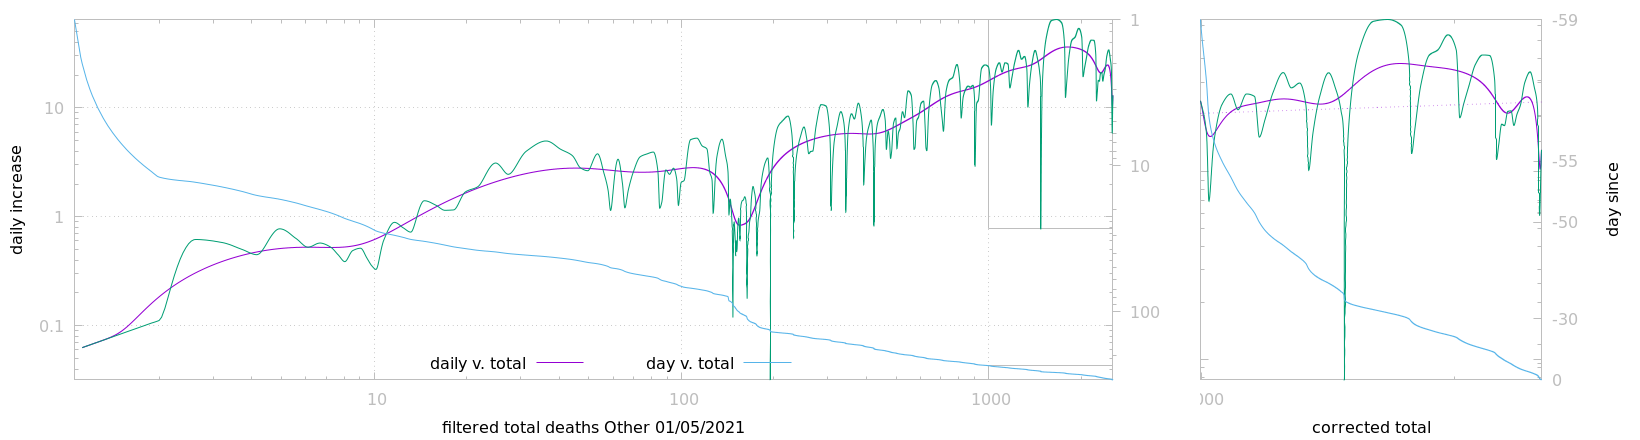 1
-59
10
10
-55
daily increase
1
-50
day since
0.1
100
-30
daily v. total
day v. total
0
10
100
1000
000
filtered total deaths Other 01/05/2021
corrected total